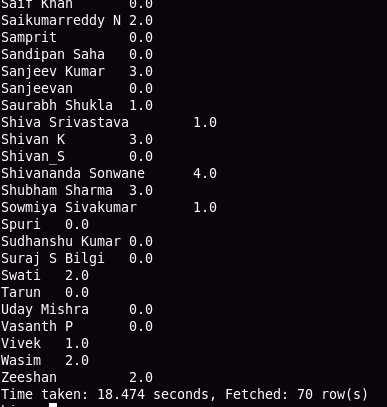 Saif Khan 0.0
Saikumarreddy N 2.0
Samprit 0.0
Sandipan Saha 0.0
Sanjeev Kumar 3.0
Sanjeevan 0.0
Saurabh Shukla 1.0
Shiva Srivastava 1.0
Shivan K 3.0
Shivan_S 0.0
Shivananda Sonwane 4.0
Shubham Sharma 3.0
Sowmiya Sivakumar 1.0
Spuri 0.0
Sudhanshu Kumar 0.0
Suraj S Bilgi 0.0
Swati 2.0
Tarun 0.0
Uday Mishra 0.0
Vasanth P 0.0
Vivek 1.0
Wasim 2.0
Zeeshan 2.0
Time taken: 18.474 seconds, Fetched: 70 row(s)